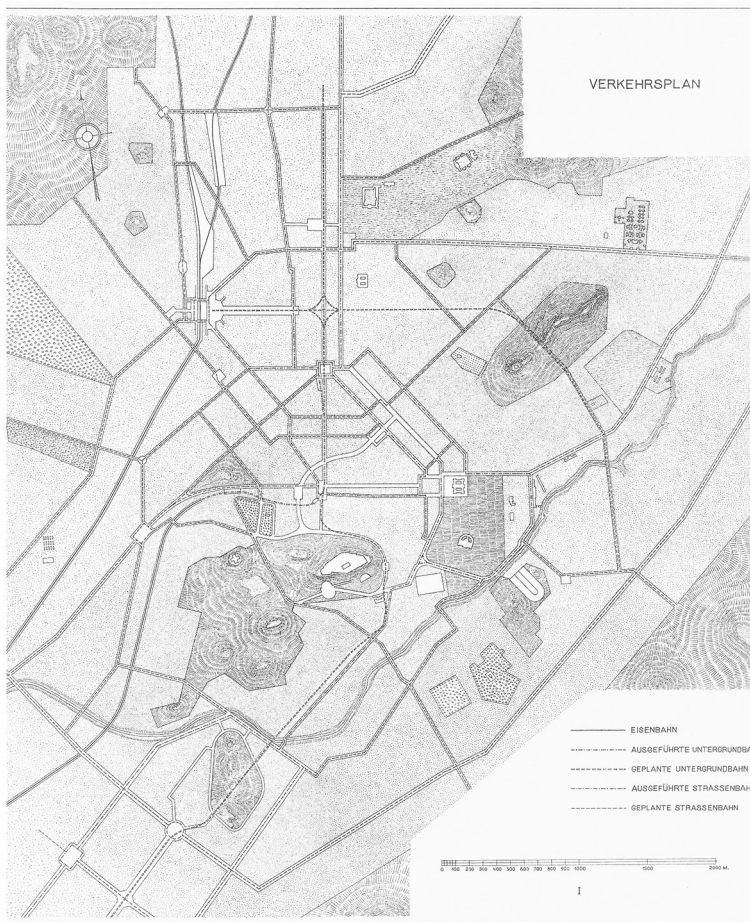 VERKEHRSPLAN
EISENBAHN
AUSGEFÜHRTE UNTERGRUNDBA
GEPLANTE UNTERGRUNDBAHN
AUSGEFÜHRTE STRASSENBAH
GEPLANTE STRASSENBAHN
0 100 200 300 400 500 600 700 800 900 1000 1500 2000 M.
I